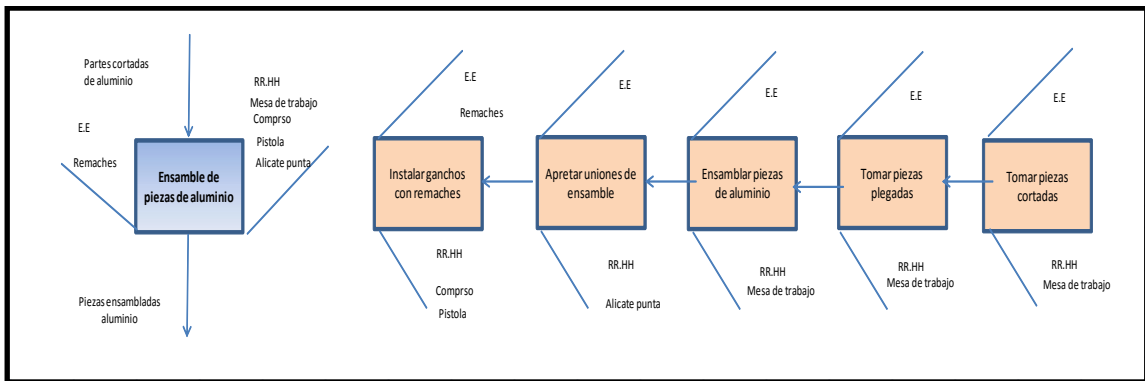 Partes cortadas
de aluminio
RR.HH
Mesa de trabajo
Comprso
Pistola
Alicate punta
E.E
Remaches
Ensamble de
piezas de aluminio
Piezas ensambladas
aluminio
E.E
Remaches
Instalar ganchos
con remaches
RR.HH
Comprso
Pistola
E.E
Apretar uniones de
ensamble
RR.HH
Alicate punta
E.E
Ensamblar piezas
de aluminio
RR.HH
Mesa de trabajo
E.E
Tomar piezas
plegadas
RR.HH
Mesa de trabajo
E.E
Tomar piezas
cortadas
RR.HH
Mesa de trabajo